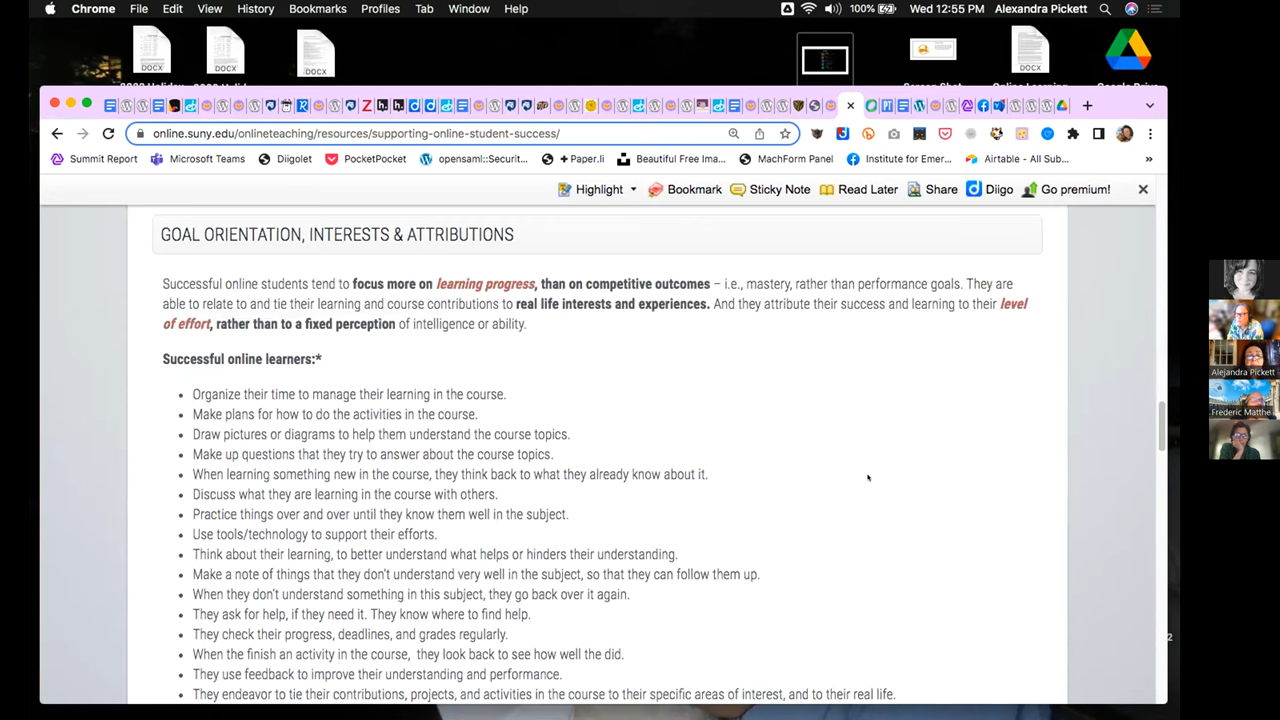 Chrome File Edit View History Bookmarks Profiles Tab Window Help 100% Wed 12:55 PM Alexandra Pickett
DOCX DOCX DOCX DOCX
online.suny.edu/onlineteaching/resources/supporting-online-student-success/
Summit Report Microsoft Teams Diigolet PocketPocket opensaml::Securit... + Paper.li Beautiful Free Ima... MachForm Panel Institute for Emer... Airtable - All Sub... »
Highlight Bookmark Sticky Note Read Later Share Diigo Go premium!
GOAL ORIENTATION, INTERESTS & ATTRIBUTIONS
Successful online students tend to focus more on learning progress, than on competitive outcomes – i.e., mastery, rather than performance goals. They are
able to relate to and tie their learning and course contributions to real life interests and experiences. And they attribute their success and learning to their level
of effort, rather than to a fixed perception of intelligence or ability.
Successful online learners:*
• Organize their time to manage their learning in the course.
• Make plans for how to do the activities in the course.
• Draw pictures or diagrams to help them understand the course topics.
• Make up questions that they try to answer about the course topics.
• When learning something new in the course, they think back to what they already know about it.
• Discuss what they are learning in the course with others.
• Practice things over and over until they know them well in the subject.
• Use tools/technology to support their efforts.
• Think about their learning, to better understand what helps or hinders their understanding.
• Make a note of things that they don't understand very well in the subject, so that they can follow them up.
• When they don't understand something in this subject, they go back over it again.
• They ask for help, if they need it. They know where to find help.
• They check their progress, deadlines, and grades regularly.
• When the finish an activity in the course, they look back to see how well the did.
• They use feedback to improve their understanding and performance.
• They endeavor to tie their contributions, projects, and activities in the course to their specific areas of interest, and to their real life.
Alejandra Pickett
Frederic Matthe
2